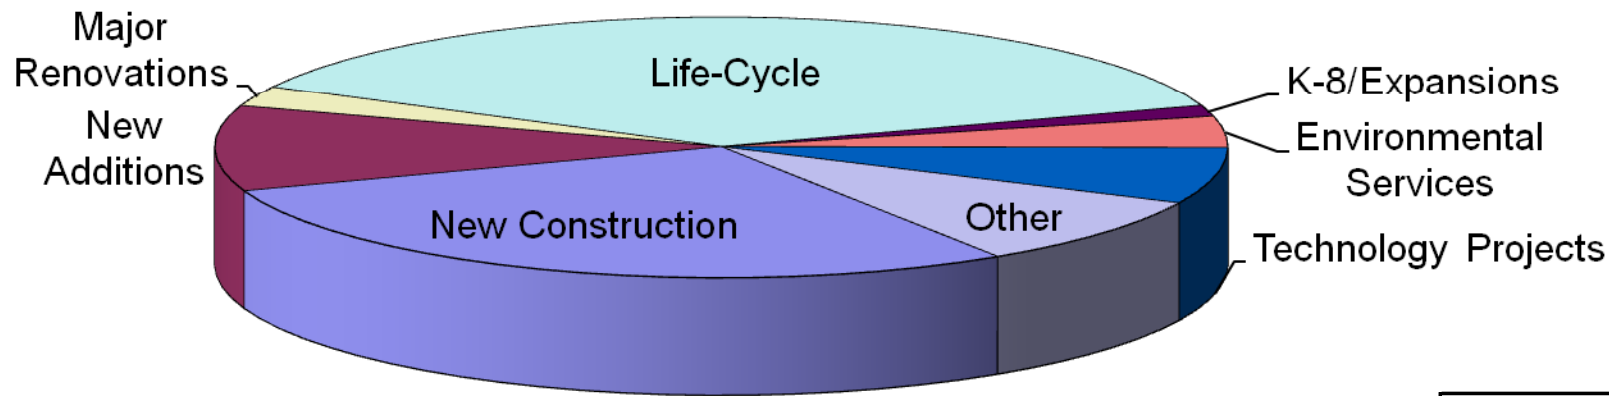 Major
Renovations
New
Additions
Life-Cycle
K-8/Expansions
Environmental
Services
New Construction
Other
Technology Projects